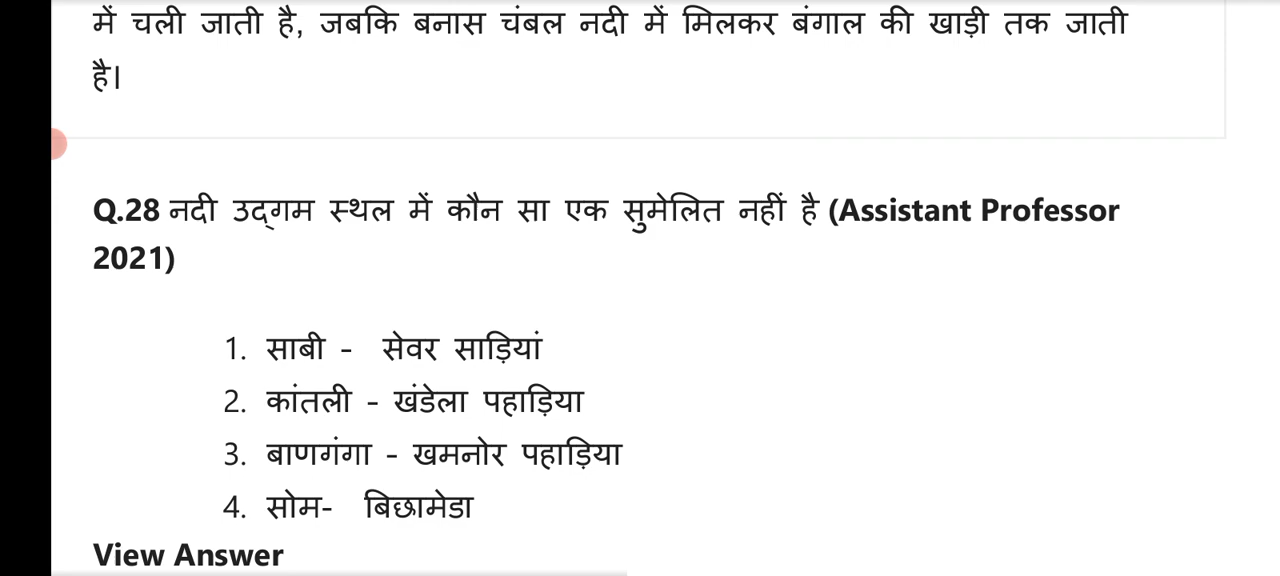 में चली जाती है, जबकि बनास चंबल नदी में मिलकर बंगाल की खाड़ी तक जाती
है।
Q.28 नदी उद्गम स्थल में कौन सा एक सुमेलित नहीं है (Assistant Professor
2021)
1. साबी - सेवर साड़ियां
2. कांतली - खंडेला पहाड़िया
3. बाणगंगा - खमनोर पहाड़िया
4. सोम- बिछामेडा
View Answer